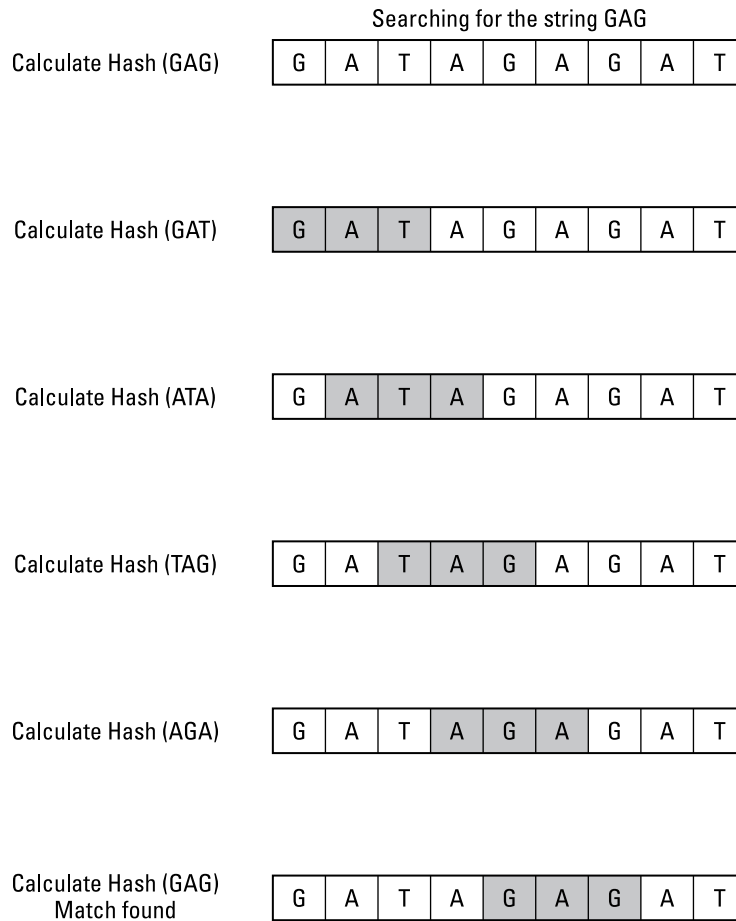 Searching for the string GAG
Calculate Hash (GAG) G A T A G A G A T
Calculate Hash (GAT) G A T A G A G A T
Calculate Hash (ATA) G A T A G A G A T
Calculate Hash (TAG) G A T A G A G A T
Calculate Hash (AGA) G A T A G A G A T
Calculate Hash (GAG) G A T A G A G A T
Match found